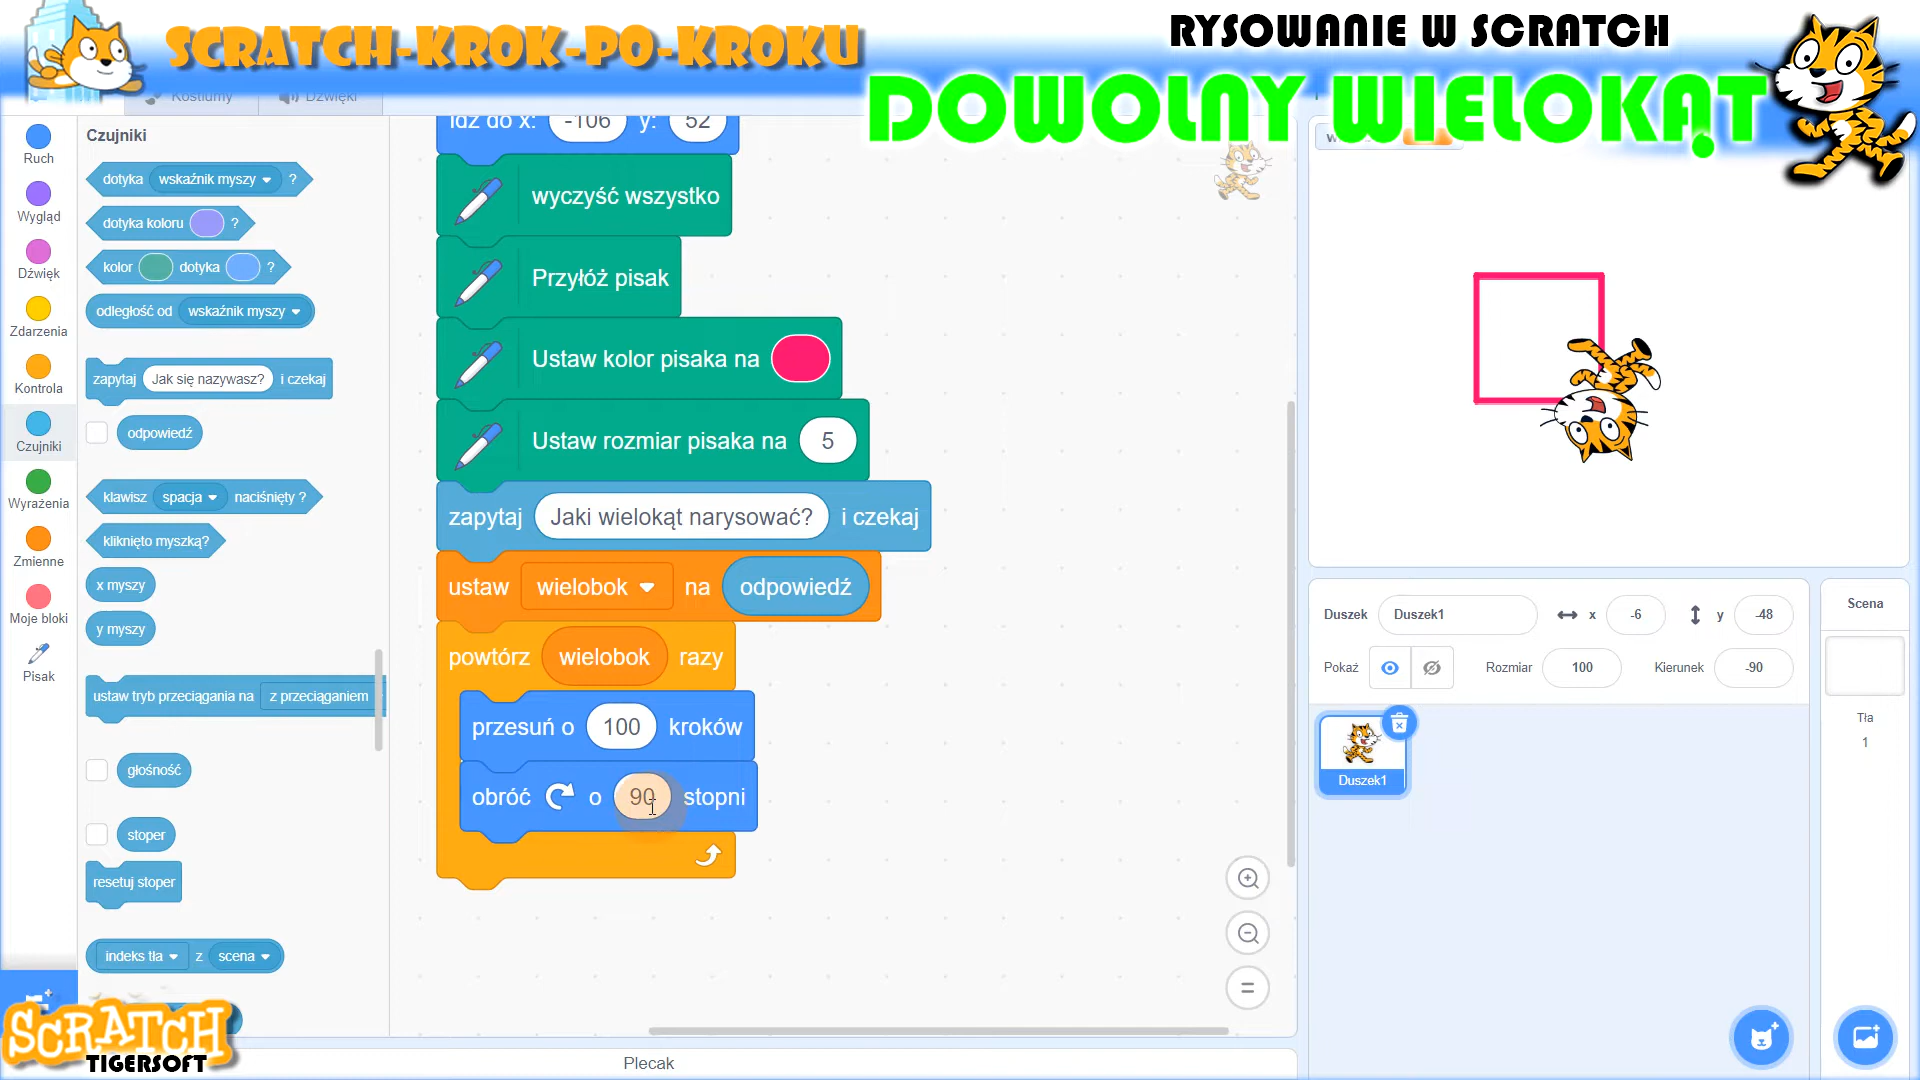 SCRATCH-KROK-PO-KROKU
RYSOWANIE W SCRATCH
DOWOLNY WIELOKĄT
Kostiumy
Dźwięki
Ruch
Wygląd
Dźwięk
Zdarzenia
Kontrola
Czujniki
Wyrażenia
Zmienne
Moje bloki
Pisak
Czujniki
dotyka wskaźnik myszy ?
dotyka koloru ?
kolor dotyka ?
odległość od wskaźnik myszy
zapytaj Jak się nazywasz? i czekaj
odpowiedź
klawisz spacja naciśnięty ?
kliknięto myszką?
x myszy
y myszy
ustaw tryb przeciągania na z przeciąganiem
głośność
stoper
resetuj stoper
indeks tła z scena
SCRATCH
TIGERSOFT
idź do x: -106 y: 52
wyczyść wszystko
Przyłóż pisak
Ustaw kolor pisaka na
Ustaw rozmiar pisaka na 5
zapytaj Jaki wielokąt narysować? i czekaj
ustaw wielobok na odpowiedź
powtórz wielobok razy
przesuń o 100 kroków
obróć o 90 stopni
Plecak
Duszek Duszek1 x -6 y -48
Pokaż Rozmiar 100 Kierunek -90
Duszek1
Scena
Tła
1